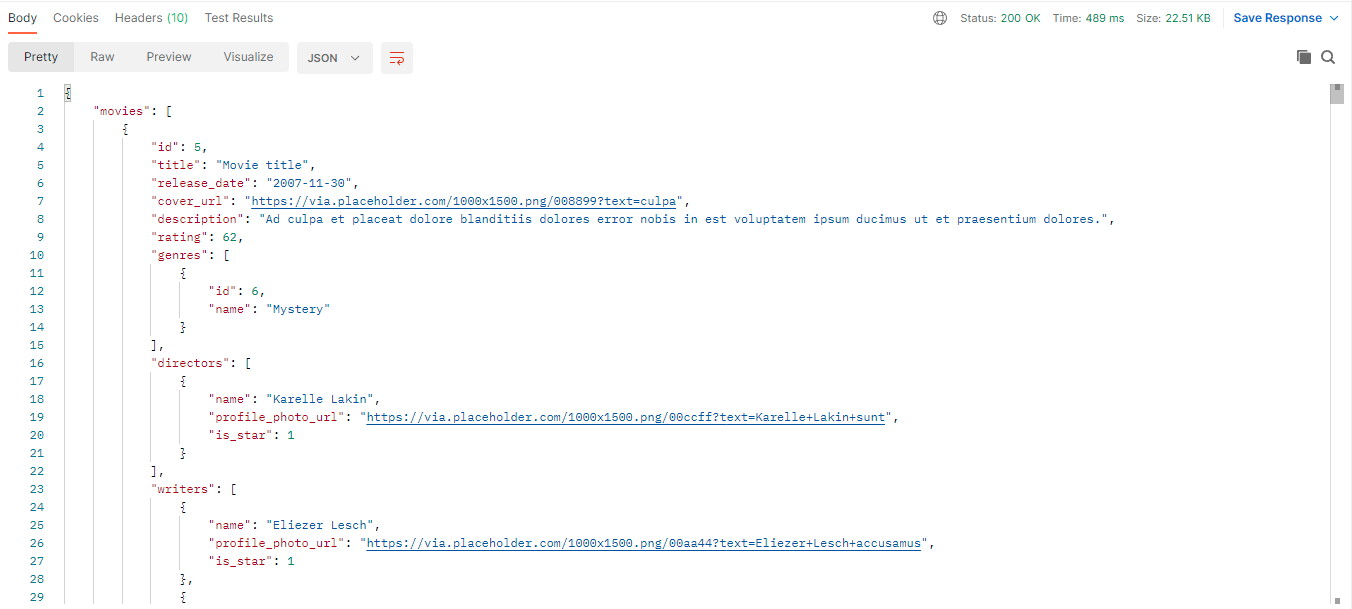 Body Cookies Headers (10) Test Results Status: 200 OK Time: 489 ms Size: 22.51 KB Save Response
Pretty Raw Preview Visualize JSON
1 {
2 "movies": [
3 {
4 "id": 5,
5 "title": "Movie title",
6 "release_date": "2007-11-30",
7 "cover_url": "https://via.placeholder.com/1000x1500.png/008899?text=culpa",
8 "description": "Ad culpa et placeat dolore blanditiis dolores error nobis in est voluptatem ipsum ducimus ut et praesentium dolores.",
9 "rating": 62,
10 "genres": [
11 {
12 "id": 6,
13 "name": "Mystery"
14 }
15 ],
16 "directors": [
17 {
18 "name": "Karelle Lakin",
19 "profile_photo_url": "https://via.placeholder.com/1000x1500.png/00ccff?text=Karelle+Lakin+sunt",
20 "is_star": 1
21 }
22 ],
23 "writers": [
24 {
25 "name": "Eliezer Lesch",
26 "profile_photo_url": "https://via.placeholder.com/1000x1500.png/00aa44?text=Eliezer+Lesch+accusamus",
27 "is_star": 1
28 },
29 {